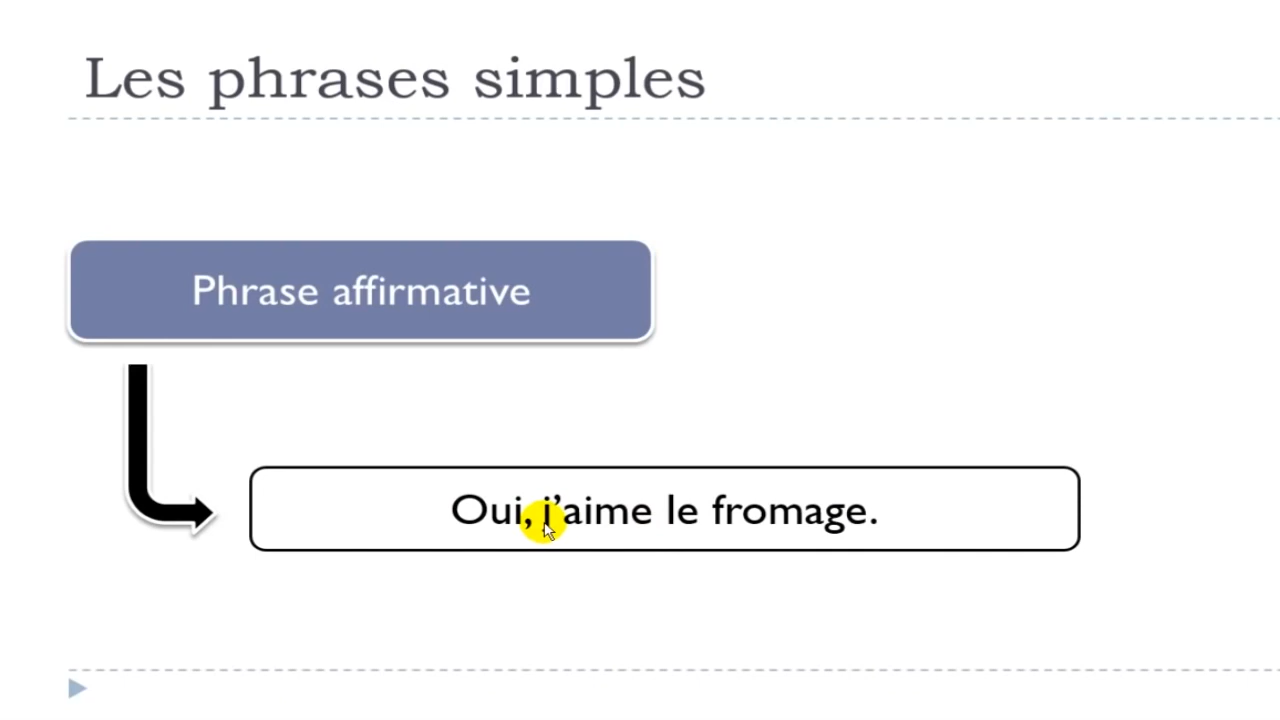 Les phrases simples
Phrase affirmative
Oui, j’aime le fromage.